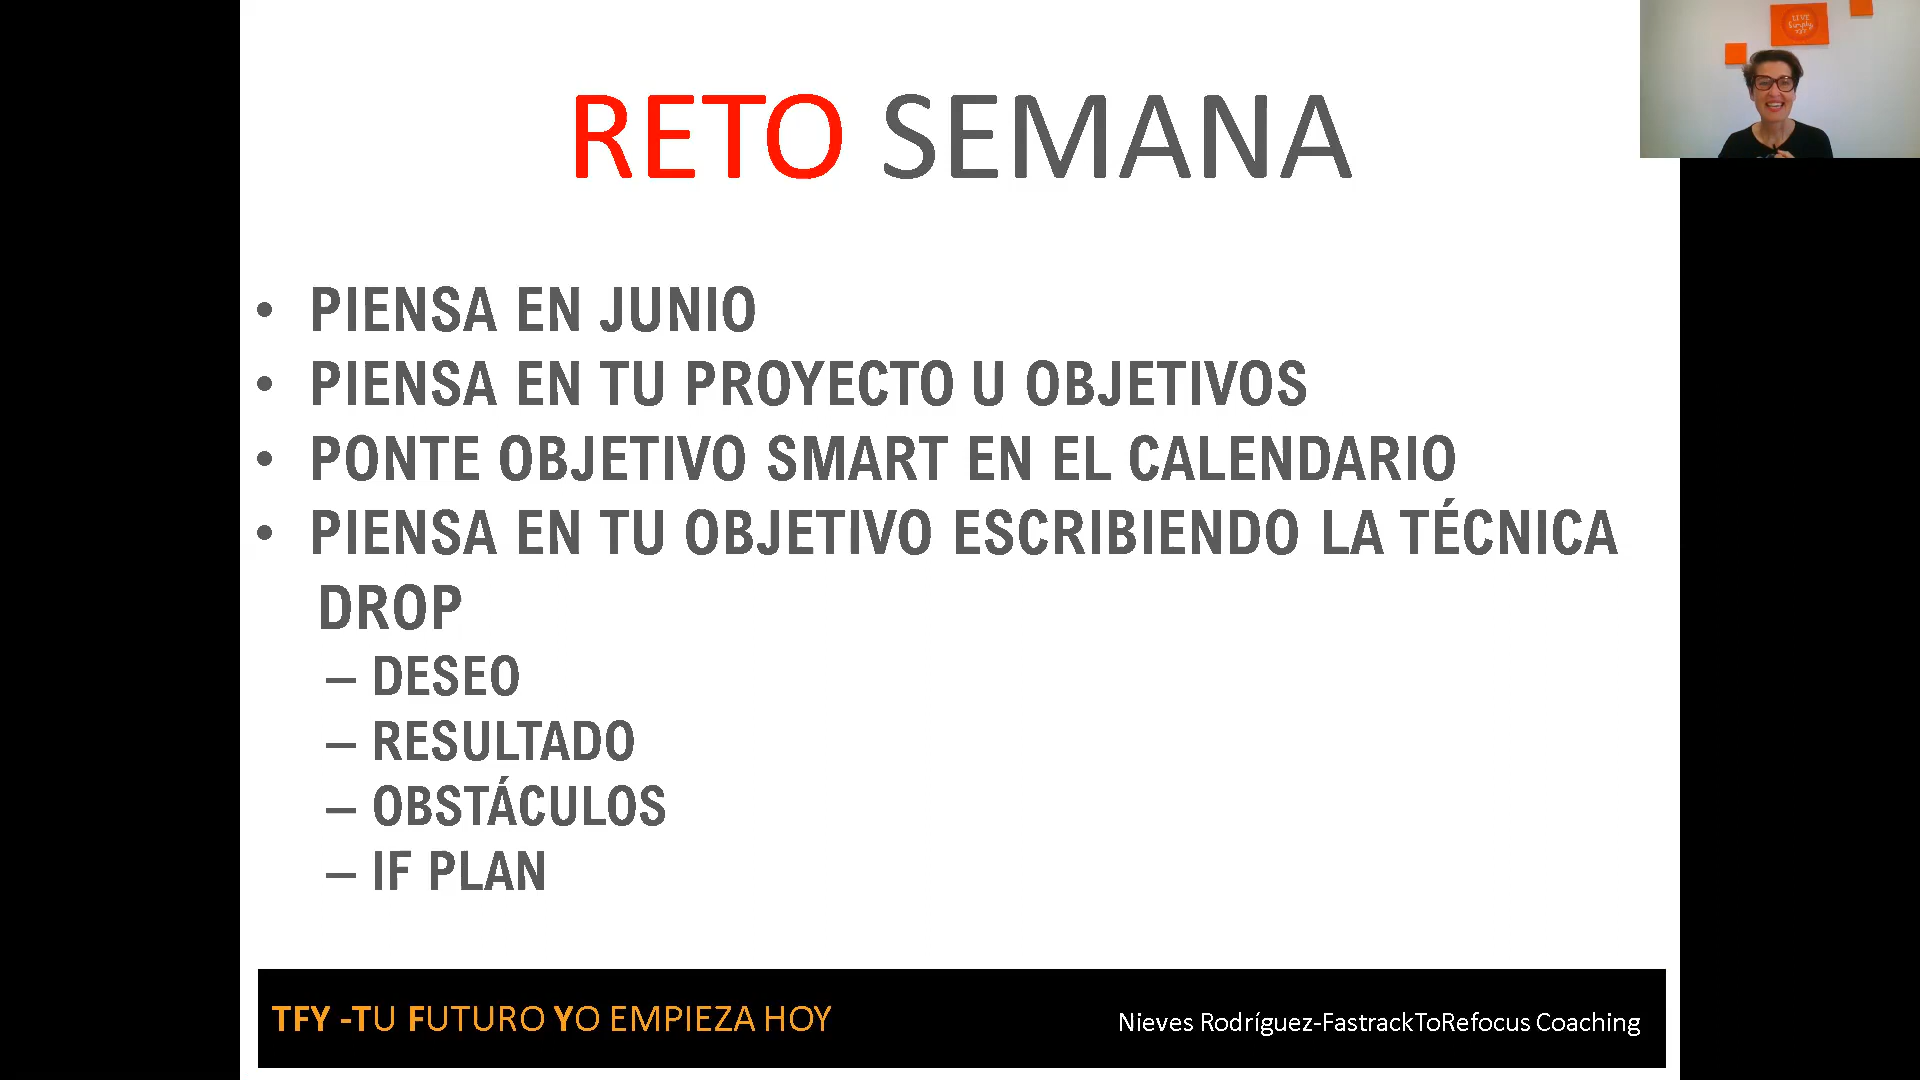 RETO SEMANA
• PIENSA EN JUNIO
• PIENSA EN TU PROYECTO U OBJETIVOS
• PONTE OBJETIVO SMART EN EL CALENDARIO
• PIENSA EN TU OBJETIVO ESCRIBIENDO LA TÉCNICA
DROP
– DESEO
– RESULTADO
– OBSTÁCULOS
– IF PLAN
TFY -TU FUTURO YO EMPIEZA HOY
Nieves Rodríguez-FastrackToRefocus Coaching